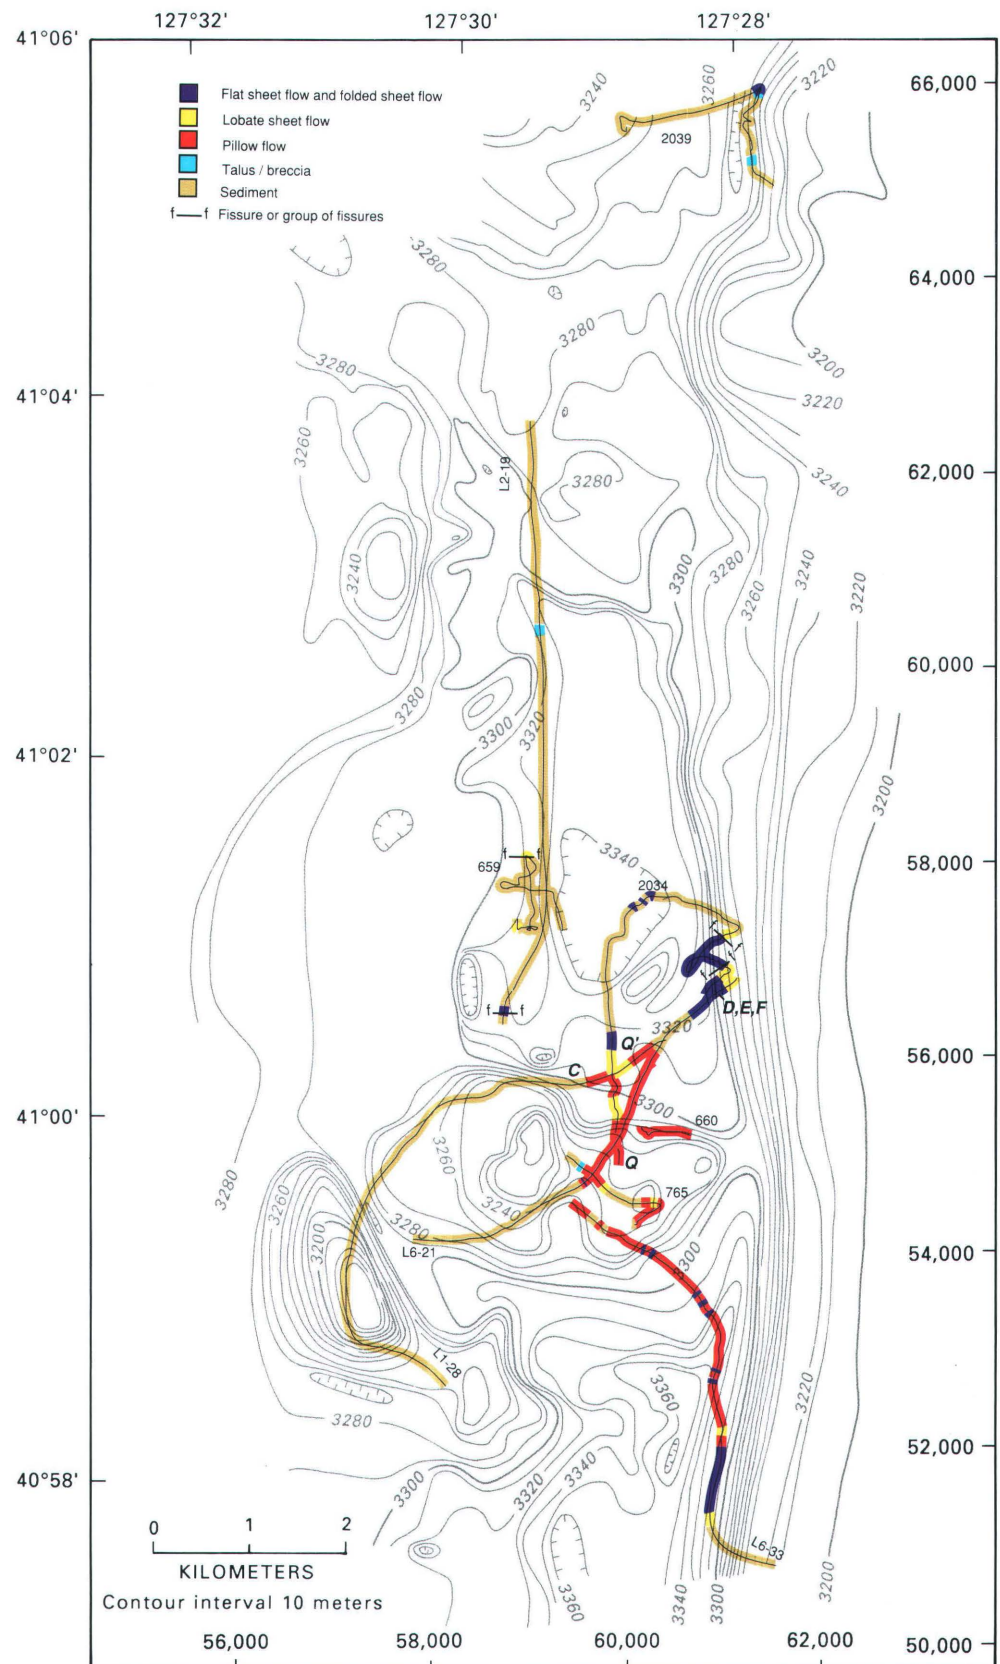 127°32' 127°30' 127°28'
41°06'
66,000
Flat sheet flow and folded sheet flow
Lobate sheet flow
Pillow flow
Talus / breccia
Sediment
f f Fissure or group of fissures
3240
3260
3220
2039
3280
64,000
3280
3280
3200
3220
41°04'
3260
L2-18
3280
62,000
3240
3240
3300
3280
3260
3240
3220
60,000
3280
3300
3320
41°02'
3200
58,000
3340
f f
659
2034
f f
D,E,F
3320
56,000
Q'
C
41°00'
3300
660
3260
Q
765
3280
3260
3240
3200
3280
L6-21
54,000
3300
L1-28
3280
3360
3220
52,000
40°58'
3300
3320
3340
0 1 2
KILOMETERS
Contour interval 10 meters
L6-33
3200
3360
3340
3300
56,000 58,000 60,000 62,000
50,000